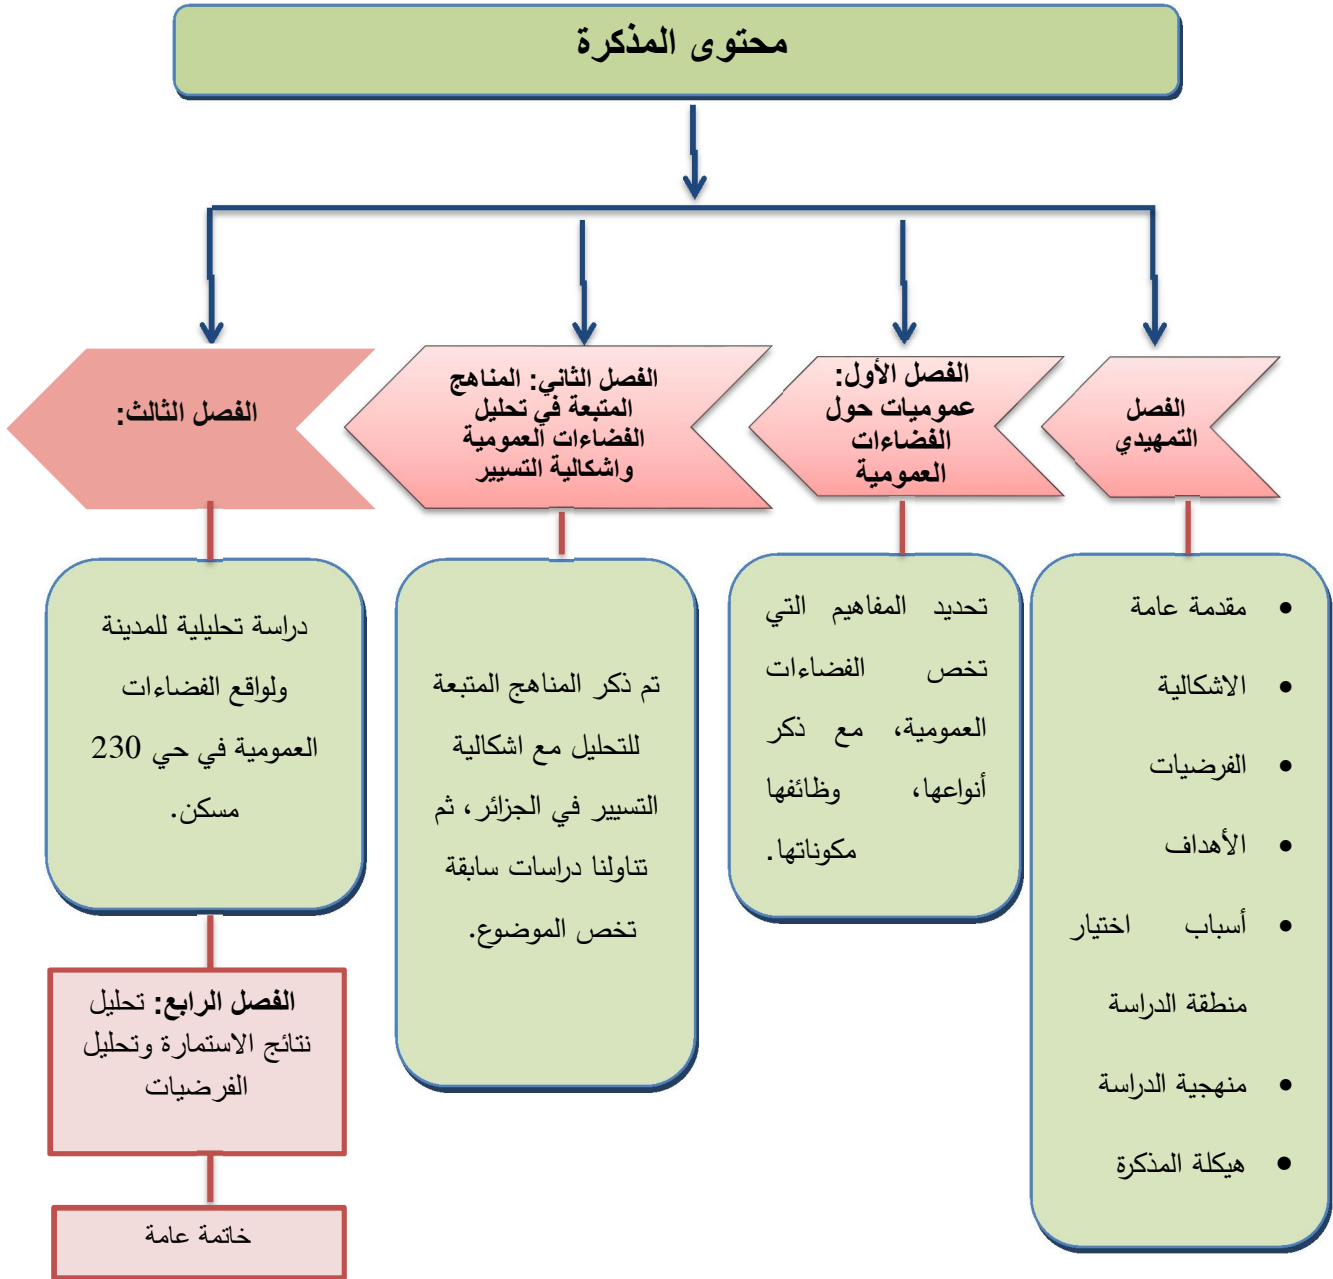 محتوى المذكرة
الفصل
التمهيدي
الفصل الأول:
عموميات حول
الفضاءات
العمومية
الفصل الثاني: المناهج
المتبعة في تحليل
الفضاءات العمومية
واشكالية التسيير
الفصل الثالث:
• مقدمة عامة
• الاشكالية
• الفرضيات
• الأهداف
• أسباب اختيار
منطقة الدراسة
• منهجية الدراسة
• هيكلة المذكرة
تحديد المفاهيم التي
تخص الفضاءات
العمومية، مع ذكر
أنواعها، وظائفها
مكوناتها.
تم ذكر المناهج المتبعة
للتحليل مع اشكالية
التسيير في الجزائر، ثم
تناولنا دراسات سابقة
تخص الموضوع.
دراسة تحليلية للمدينة
ولواقع الفضاءات
العمومية في حي 230
مسكن.
الفصل الرابع: تحليل
نتائج الاستمارة وتحليل
الفرضيات
خاتمة عامة